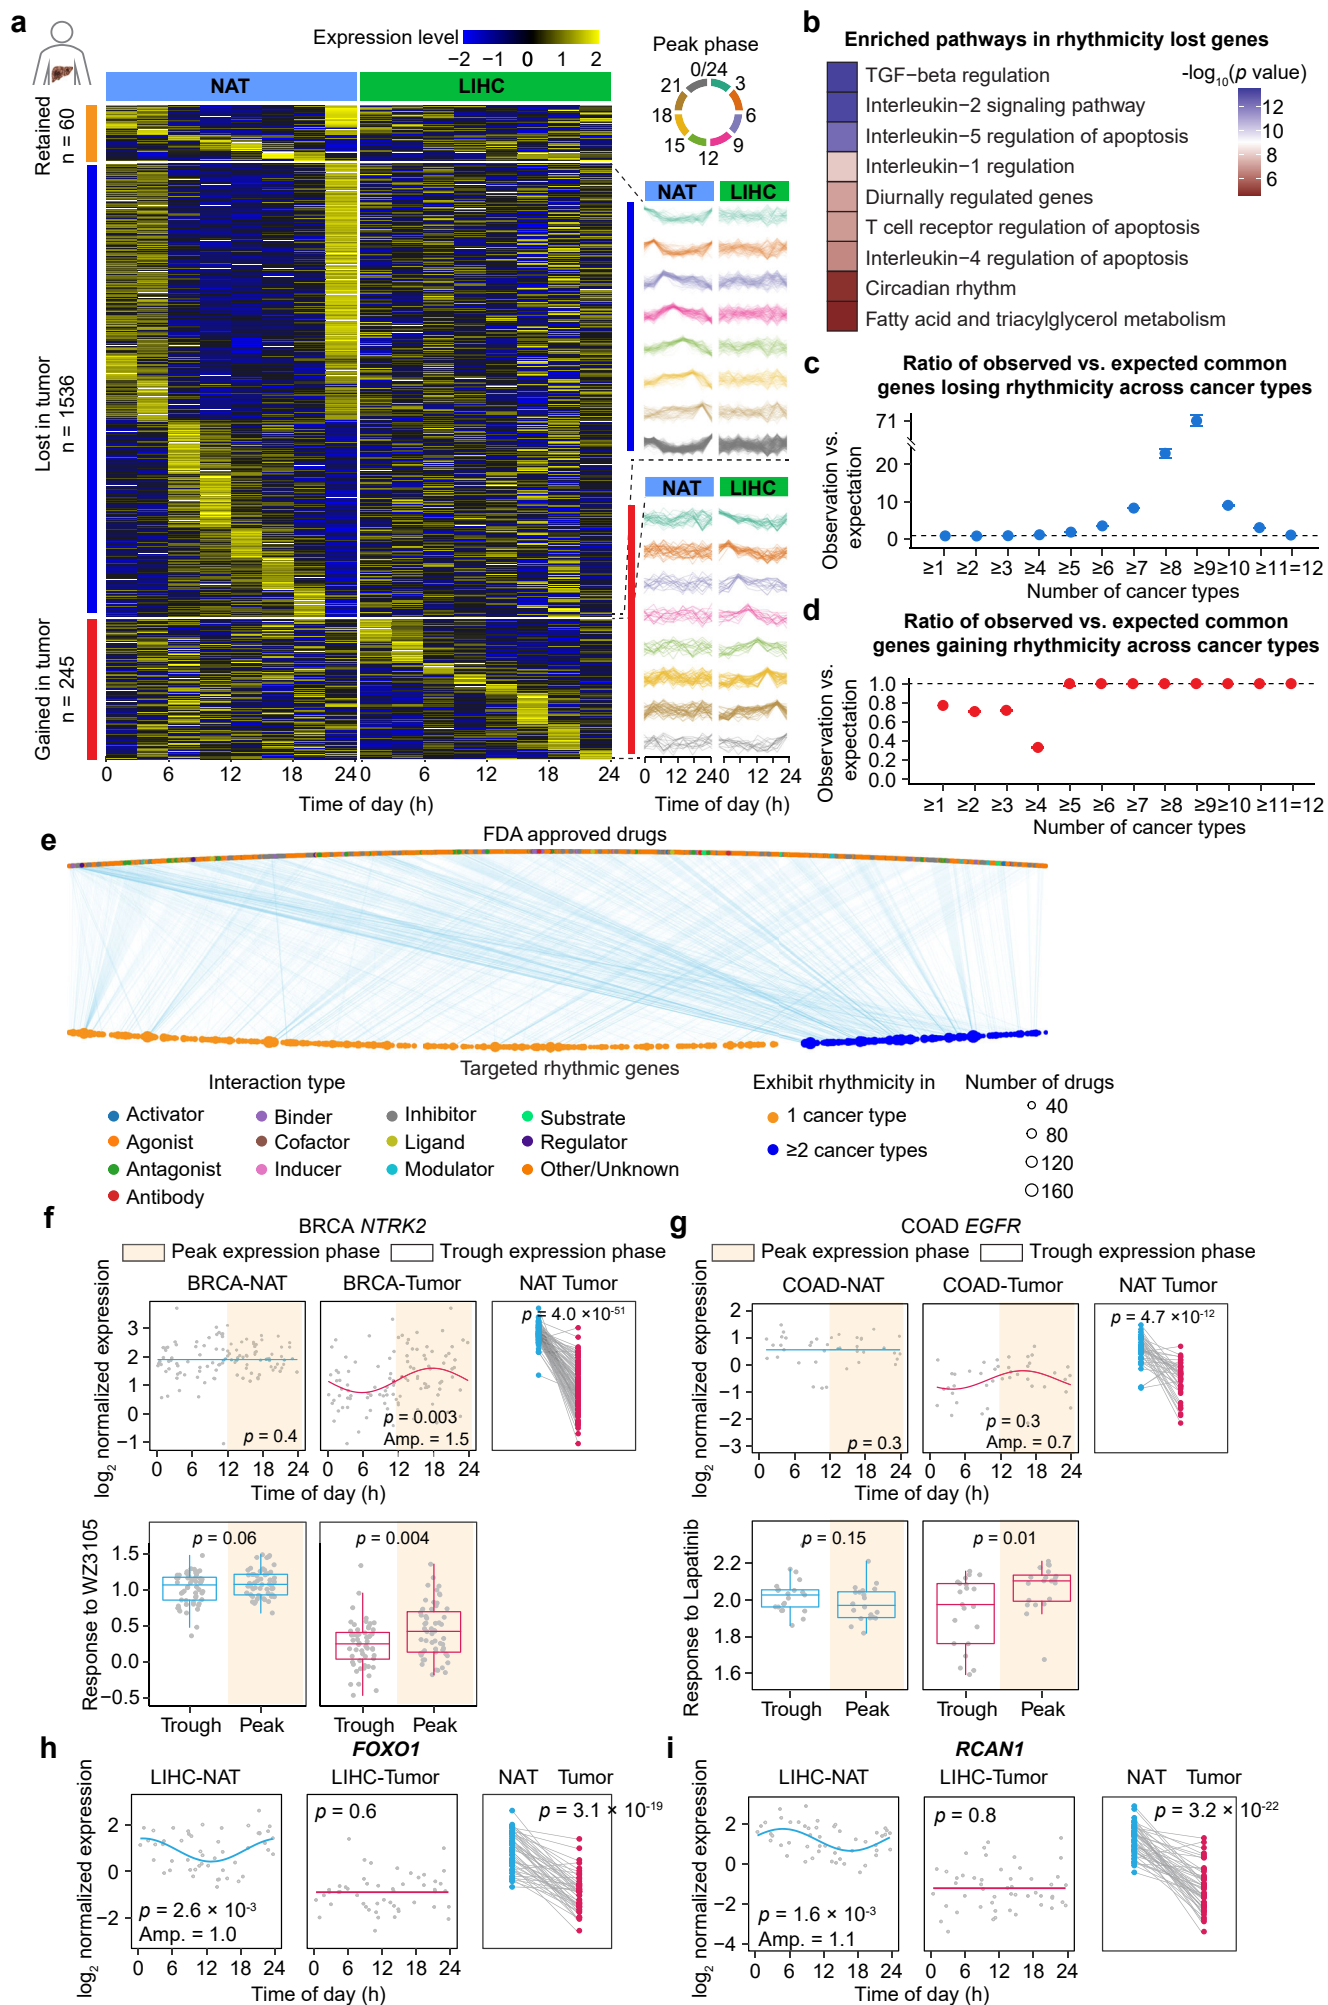 a
Expression level
−2 −1 0 1 2
NAT
LIHC
Retained
n = 60
Lost in tumor
n = 1536
Gained in tumor
n = 245
0 6 12 18 24 0 6 12 18 24
Time of day (h)
Peak phase
0/24
21 3
18 6
15 9
12
NAT LIHC
NAT LIHC
0 12 24 0 12 24
Time of day (h)
b
Enriched pathways in rhythmicity lost genes
TGF−beta regulation
Interleukin−2 signaling pathway
Interleukin−5 regulation of apoptosis
Interleukin−1 regulation
Diurnally regulated genes
T cell receptor regulation of apoptosis
Interleukin−4 regulation of apoptosis
Circadian rhythm
Fatty acid and triacylglycerol metabolism
-log10(p value)
12
10
8
6
c
Ratio of observed vs. expected common
genes losing rhythmicity across cancer types
Observation vs.
expectation
71
20
10
0
≥1 ≥2 ≥3 ≥4 ≥5 ≥6 ≥7 ≥8 ≥9 ≥10 ≥11 =12
Number of cancer types
d
Ratio of observed vs. expected common
genes gaining rhythmicity across cancer types
Observation vs.
expectation
1.0
0.8
0.6
0.4
0.2
0.0
≥1 ≥2 ≥3 ≥4 ≥5 ≥6 ≥7 ≥8 ≥9 ≥10 ≥11 =12
Number of cancer types
e
FDA approved drugs
Targeted rhythmic genes
Interaction type
Activator
Agonist
Antagonist
Antibody
Binder
Cofactor
Inducer
Inhibitor
Ligand
Modulator
Substrate
Regulator
Other/Unknown
Exhibit rhythmicity in
1 cancer type
≥2 cancer types
Number of drugs
40
80
120
160
f
BRCA NTRK2
Peak expression phase Trough expression phase
BRCA-NAT BRCA-Tumor NAT Tumor
log2 normalized expression
3
2
1
0
−1
p = 0.4
p = 0.003
Amp. = 1.5
p = 4.0 ×10-51
0 6 12 18 24 0 6 12 18 24
Time of day (h)
Response to WZ3105
1.5
1.0
0.5
0.0
−0.5
p = 0.06
p = 0.004
Trough Peak Trough Peak
g
COAD EGFR
Peak expression phase Trough expression phase
COAD-NAT COAD-Tumor NAT Tumor
log2 normalized expression
2
1
0
−1
−2
−3
p = 0.3
p = 0.3
Amp. = 0.7
p = 4.7 ×10-12
0 6 12 18 24 0 6 12 18 24
Time of day (h)
Response to Lapatinib
2.2
2.0
1.8
1.6
p = 0.15
p = 0.01
Trough Peak Trough Peak
h
FOXO1
LIHC-NAT LIHC-Tumor NAT Tumor
log2 normalized expression
2
0
−2
p = 2.6 × 10-3
Amp. = 1.0
p = 0.6
p = 3.1 × 10-19
0 6 12 18 24 0 6 12 18 24
Time of day (h)
i
RCAN1
LIHC-NAT LIHC-Tumor NAT Tumor
log2 normalized expression
2
0
−2
−4
p = 1.6 × 10-3
Amp. = 1.1
p = 0.8
p = 3.2 × 10-22
0 6 12 18 24 0 6 12 18 24
Time of day (h)